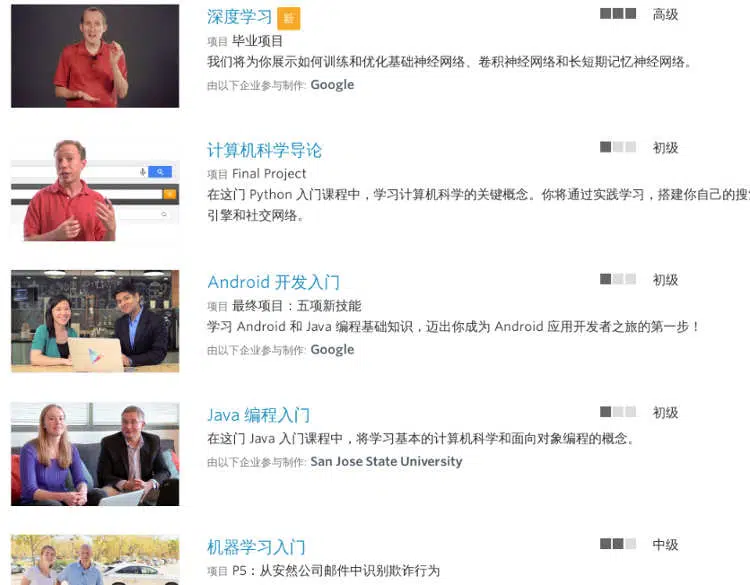 深度学习 新
高级
项目 毕业项目
我们将为你展示如何训练和优化基础神经网络、卷积神经网络和长短期记忆神经网络。
由以下企业参与制作: Google
计算机科学导论
初级
项目 Final Project
在这门 Python 入门课程中，学习计算机科学的关键概念。你将通过实践学习，搭建你自己的搜
引擎和社交网络。
Android 开发入门
初级
项目 最终项目：五项新技能
学习 Android 和 Java 编程基础知识，迈出你成为 Android 应用开发者之旅的第一步！
由以下企业参与制作: Google
Java 编程入门
初级
在这门 Java 入门课程中，将学习基本的计算机科学和面向对象编程的概念。
由以下企业参与制作: San Jose State University
机器学习入门
中级
项目 P5：从安然公司邮件中识别欺诈行为